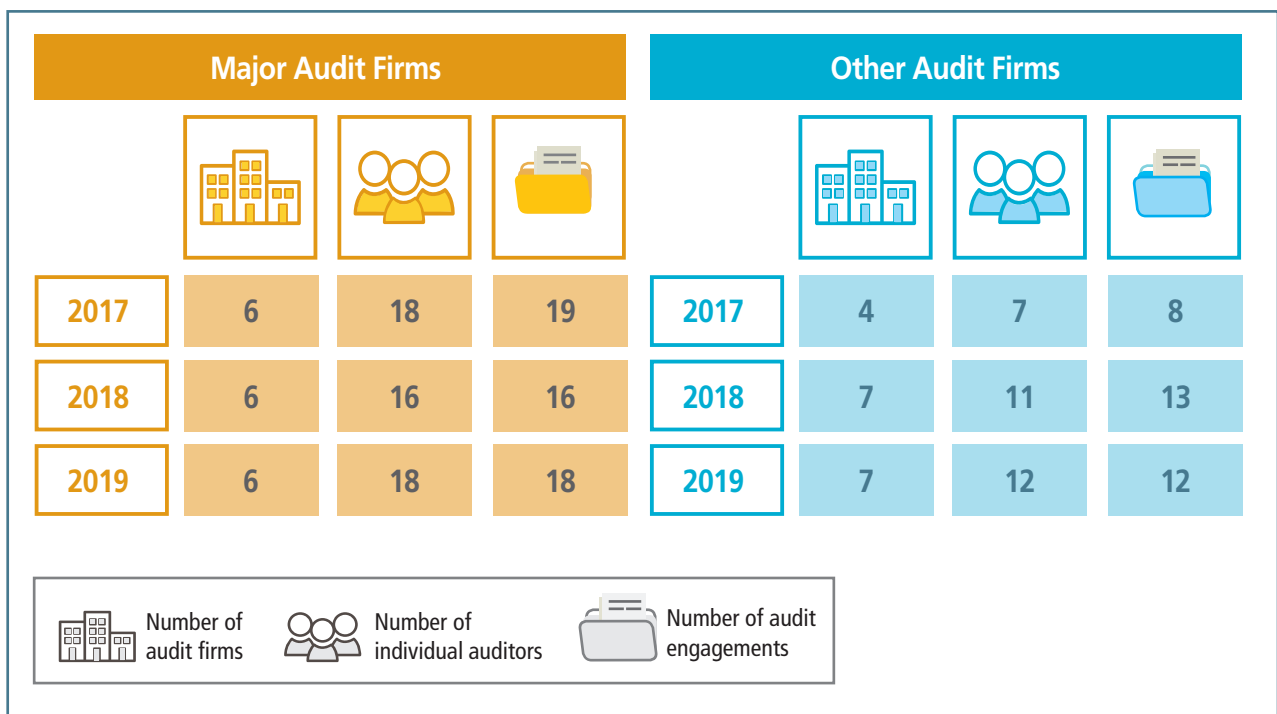 Major Audit Firms
Other Audit Firms
2017 6 18 19 2017 4 7 8
2018 6 16 16 2018 7 11 13
2019 6 18 18 2019 7 12 12
Number of
audit firms
Number of
individual auditors
Number of audit
engagements